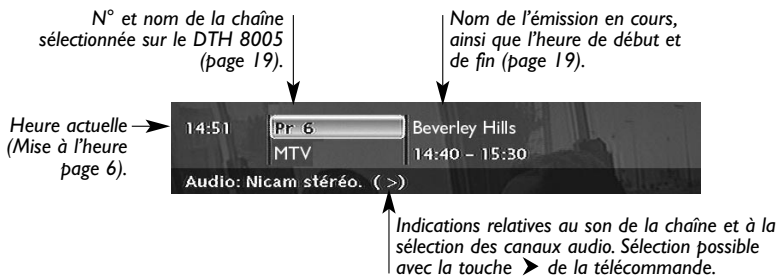 N° et nom de la chaîne
sélectionnée sur le DTH 8005
(page 19).
Nom de l’émission en cours,
ainsi que l’heure de début et
de fin (page 19).
Heure actuelle
(Mise à l’heure
page 6).
14:51 Pr 6 Beverley Hills
MTV 14:40 – 15:30
Audio: Nicam stéréo. ( >)
Indications relatives au son de la chaîne et à la
sélection des canaux audio. Sélection possible
avec la touche > de la télécommande.